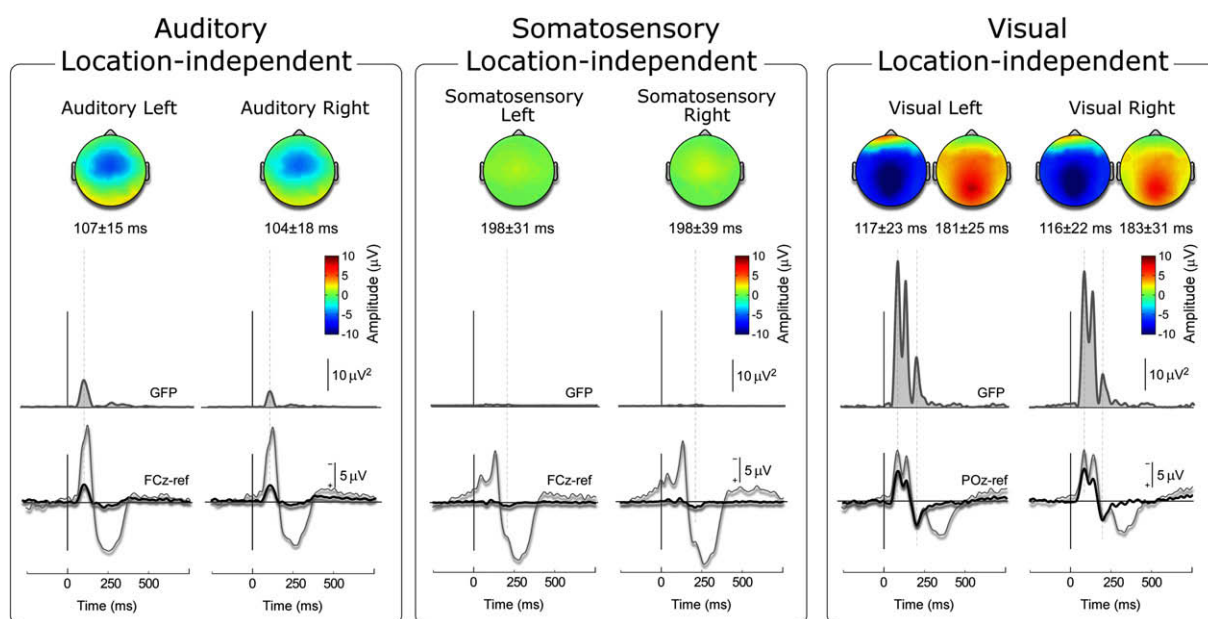 Auditory
Location-independent
Auditory Left
Auditory Right
107±15 ms
104±18 ms
10
5
0
-5
-10
Amplitude (μV)
10 μV²
GFP
FCz-ref
−
+
5 μV
0
250
500
0
250
500
Time (ms)
Time (ms)
Somatosensory
Location-independent
Somatosensory
Left
Somatosensory
Right
198±31 ms
198±39 ms
10
5
0
-5
-10
Amplitude (μV)
10 μV²
GFP
FCz-ref
−
+
5 μV
0
250
500
0
250
500
Time (ms)
Time (ms)
Visual
Location-independent
Visual Left
Visual Right
117±23 ms
181±25 ms
116±22 ms
183±31 ms
10
5
0
-5
-10
Amplitude (μV)
10 μV²
GFP
POz-ref
−
+
5 μV
0
250
500
0
250
500
Time (ms)
Time (ms)